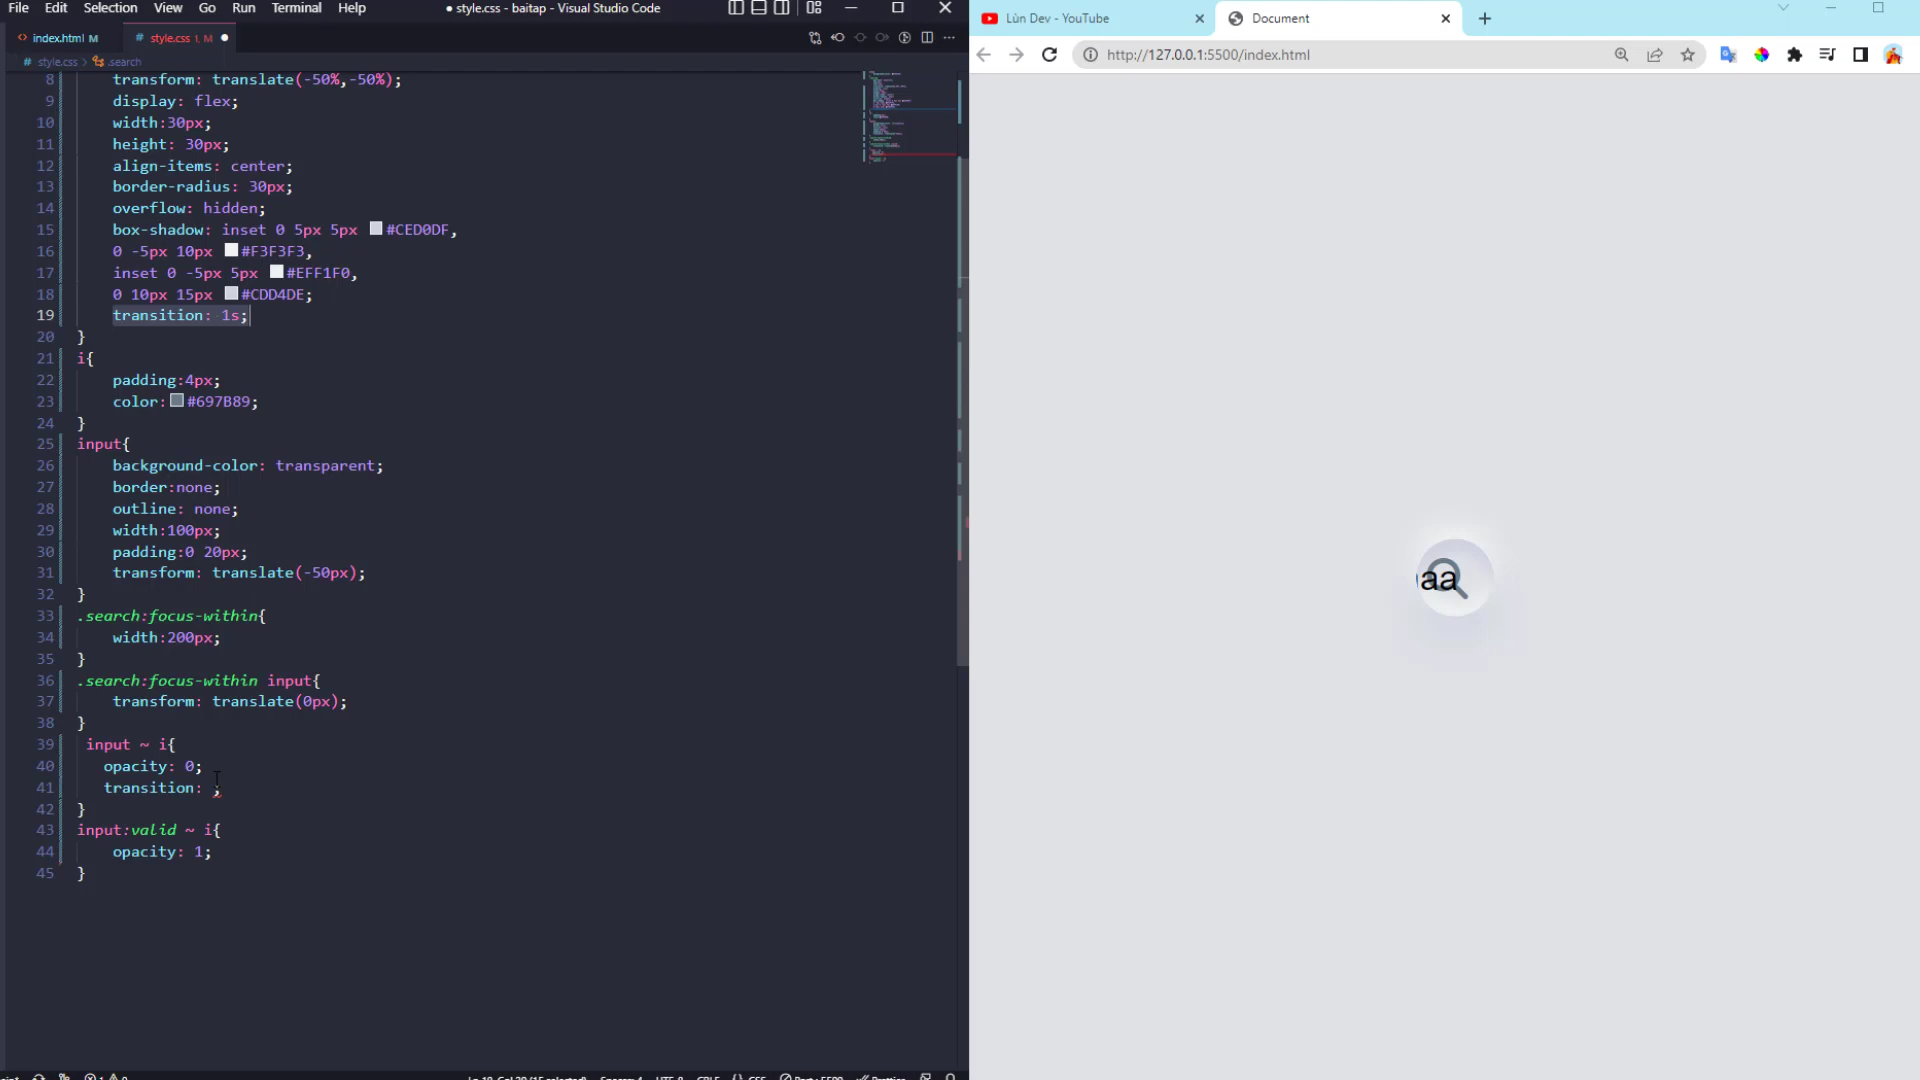 File Edit Selection View Go Run Terminal Help
● style.css - baitap - Visual Studio Code
index.html M
# style.css 1, M ●
# style.css > .search
8 transform: translate(-50%,-50%);
9 display: flex;
10 width:30px;
11 height: 30px;
12 align-items: center;
13 border-radius: 30px;
14 overflow: hidden;
15 box-shadow: inset 0 5px 5px #CED0DF,
16 0 -5px 10px #F3F3F3,
17 inset 0 -5px 5px #EFF1F0,
18 0 10px 15px #CDD4DE;
19 transition: 1s;
20 }
21 i{
22 padding:4px;
23 color: #697B89;
24 }
25 input{
26 background-color: transparent;
27 border:none;
28 outline: none;
29 width:100px;
30 padding:0 20px;
31 transform: translate(-50px);
32 }
33 .search:focus-within{
34 width:200px;
35 }
36 .search:focus-within input{
37 transform: translate(0px);
38 }
39 input ~ i{
40 opacity: 0;
41 transition: ;
42 }
43 input:valid ~ i{
44 opacity: 1;
45 }
Lùn Dev - YouTube
Document
http://127.0.0.1:5500/index.html
aa